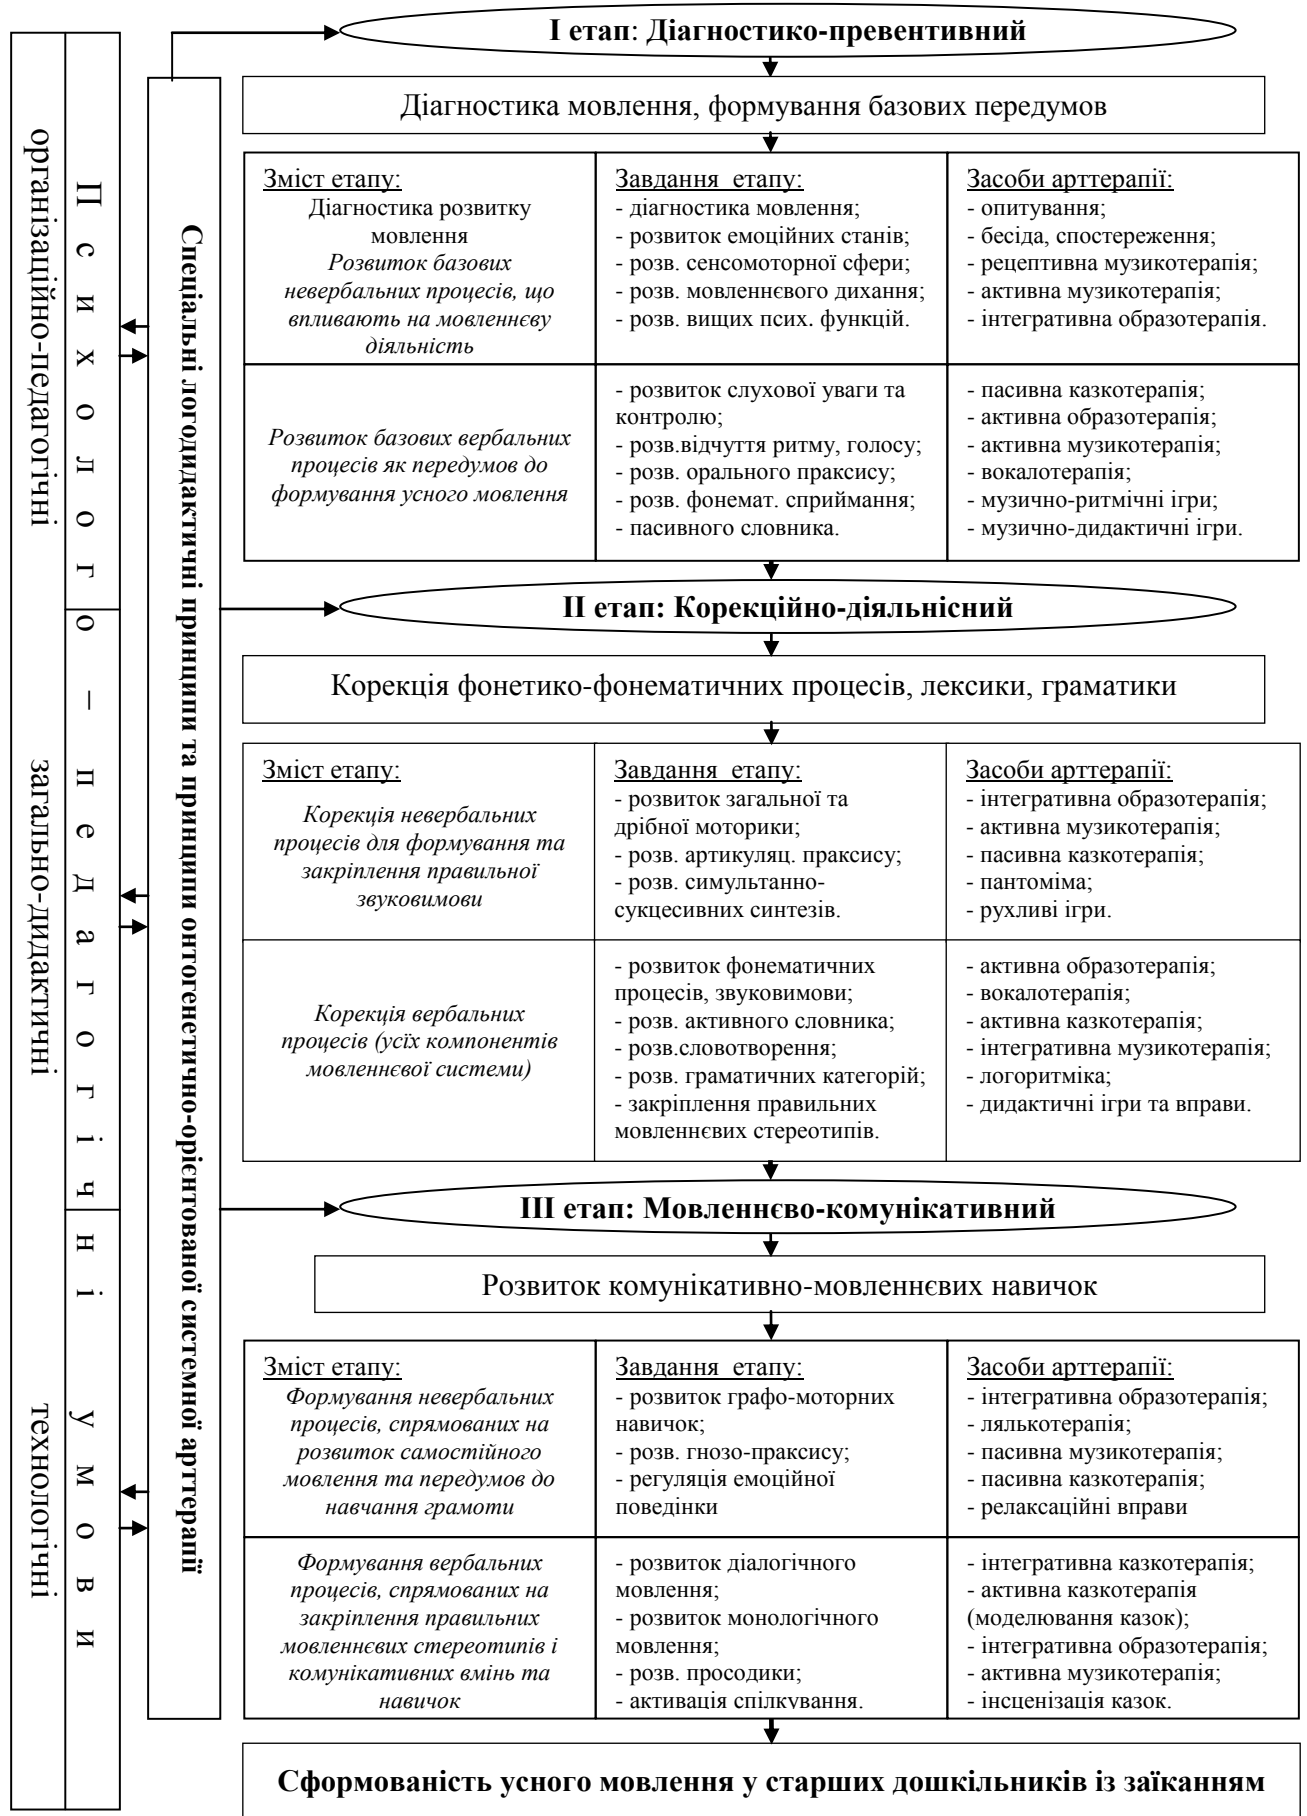 організаційно-педагогічні
загально-дидактичні
технологічні
Психолого – педагогічні умови
Спеціальні логодидактичні принципи та принципи онтогенетично-орієнтованої системної арттерапії
І етап: Діагностико-превентивний
Діагностика мовлення, формування базових передумов
Зміст етапу:
Діагностика розвитку
мовлення
Розвиток базових
невербальних процесів, що
впливають на мовленнєву
діяльність
Завдання етапу:
- діагностика мовлення;
- розвиток емоційних станів;
- розв. сенсомоторної сфери;
- розв. мовленнєвого дихання;
- розв. вищих псих. функцій.
Засоби арттерапії:
- опитування;
- бесіда, спостереження;
- рецептивна музикотерапія;
- активна музикотерапія;
- інтегративна образотерапія.
Розвиток базових вербальних
процесів як передумов до
формування усного мовлення
- розвиток слухової уваги та
контролю;
- розв.відчуття ритму, голосу;
- розв. орального праксису;
- розв. фонемат. сприймання;
- пасивного словника.
- пасивна казкотерапія;
- активна образотерапія;
- активна музикотерапія;
- вокалотерапія;
- музично-ритмічні ігри;
- музично-дидактичні ігри.
ІІ етап: Корекційно-діяльнісний
Корекція фонетико-фонематичних процесів, лексики, граматики
Зміст етапу:
Корекція невербальних
процесів для формування та
закріплення правильної
звуковимови
Завдання етапу:
- розвиток загальної та
дрібної моторики;
- розв. артикуляц. праксису;
- розв. симультанно-
сукцесивних синтезів.
Засоби арттерапії:
- інтегративна образотерапія;
- активна музикотерапія;
- пасивна казкотерапія;
- пантоміма;
- рухливі ігри.
Корекція вербальних
процесів (усіх компонентів
мовленнєвої системи)
- розвиток фонематичних
процесів, звуковимови;
- розв. активного словника;
- розв.словотворення;
- розв. граматичних категорій;
- закріплення правильних
мовленнєвих стереотипів.
- активна образотерапія;
- вокалотерапія;
- активна казкотерапія;
- інтегративна музикотерапія;
- логоритміка;
- дидактичні ігри та вправи.
ІІІ етап: Мовленнєво-комунікативний
Розвиток комунікативно-мовленнєвих навичок
Зміст етапу:
Формування невербальних
процесів, спрямованих на
розвиток самостійного
мовлення та передумов до
навчання грамоти
Завдання етапу:
- розвиток графо-моторних
навичок;
- розв. гнозо-праксису;
- регуляція емоційної
поведінки
Засоби арттерапії:
- інтегративна образотерапія;
- лялькотерапія;
- пасивна музикотерапія;
- пасивна казкотерапія;
- релаксаційні вправи
Формування вербальних
процесів, спрямованих на
закріплення правильних
мовленнєвих стереотипів і
комунікативних вмінь та
навичок
- розвиток діалогічного
мовлення;
- розвиток монологічного
мовлення;
- розв. просодики;
- активація спілкування.
- інтегративна казкотерапія;
- активна казкотерапія
(моделювання казок);
- інтегративна образотерапія;
- активна музикотерапія;
- інсценізація казок.
Сформованість усного мовлення у старших дошкільників із заїканням